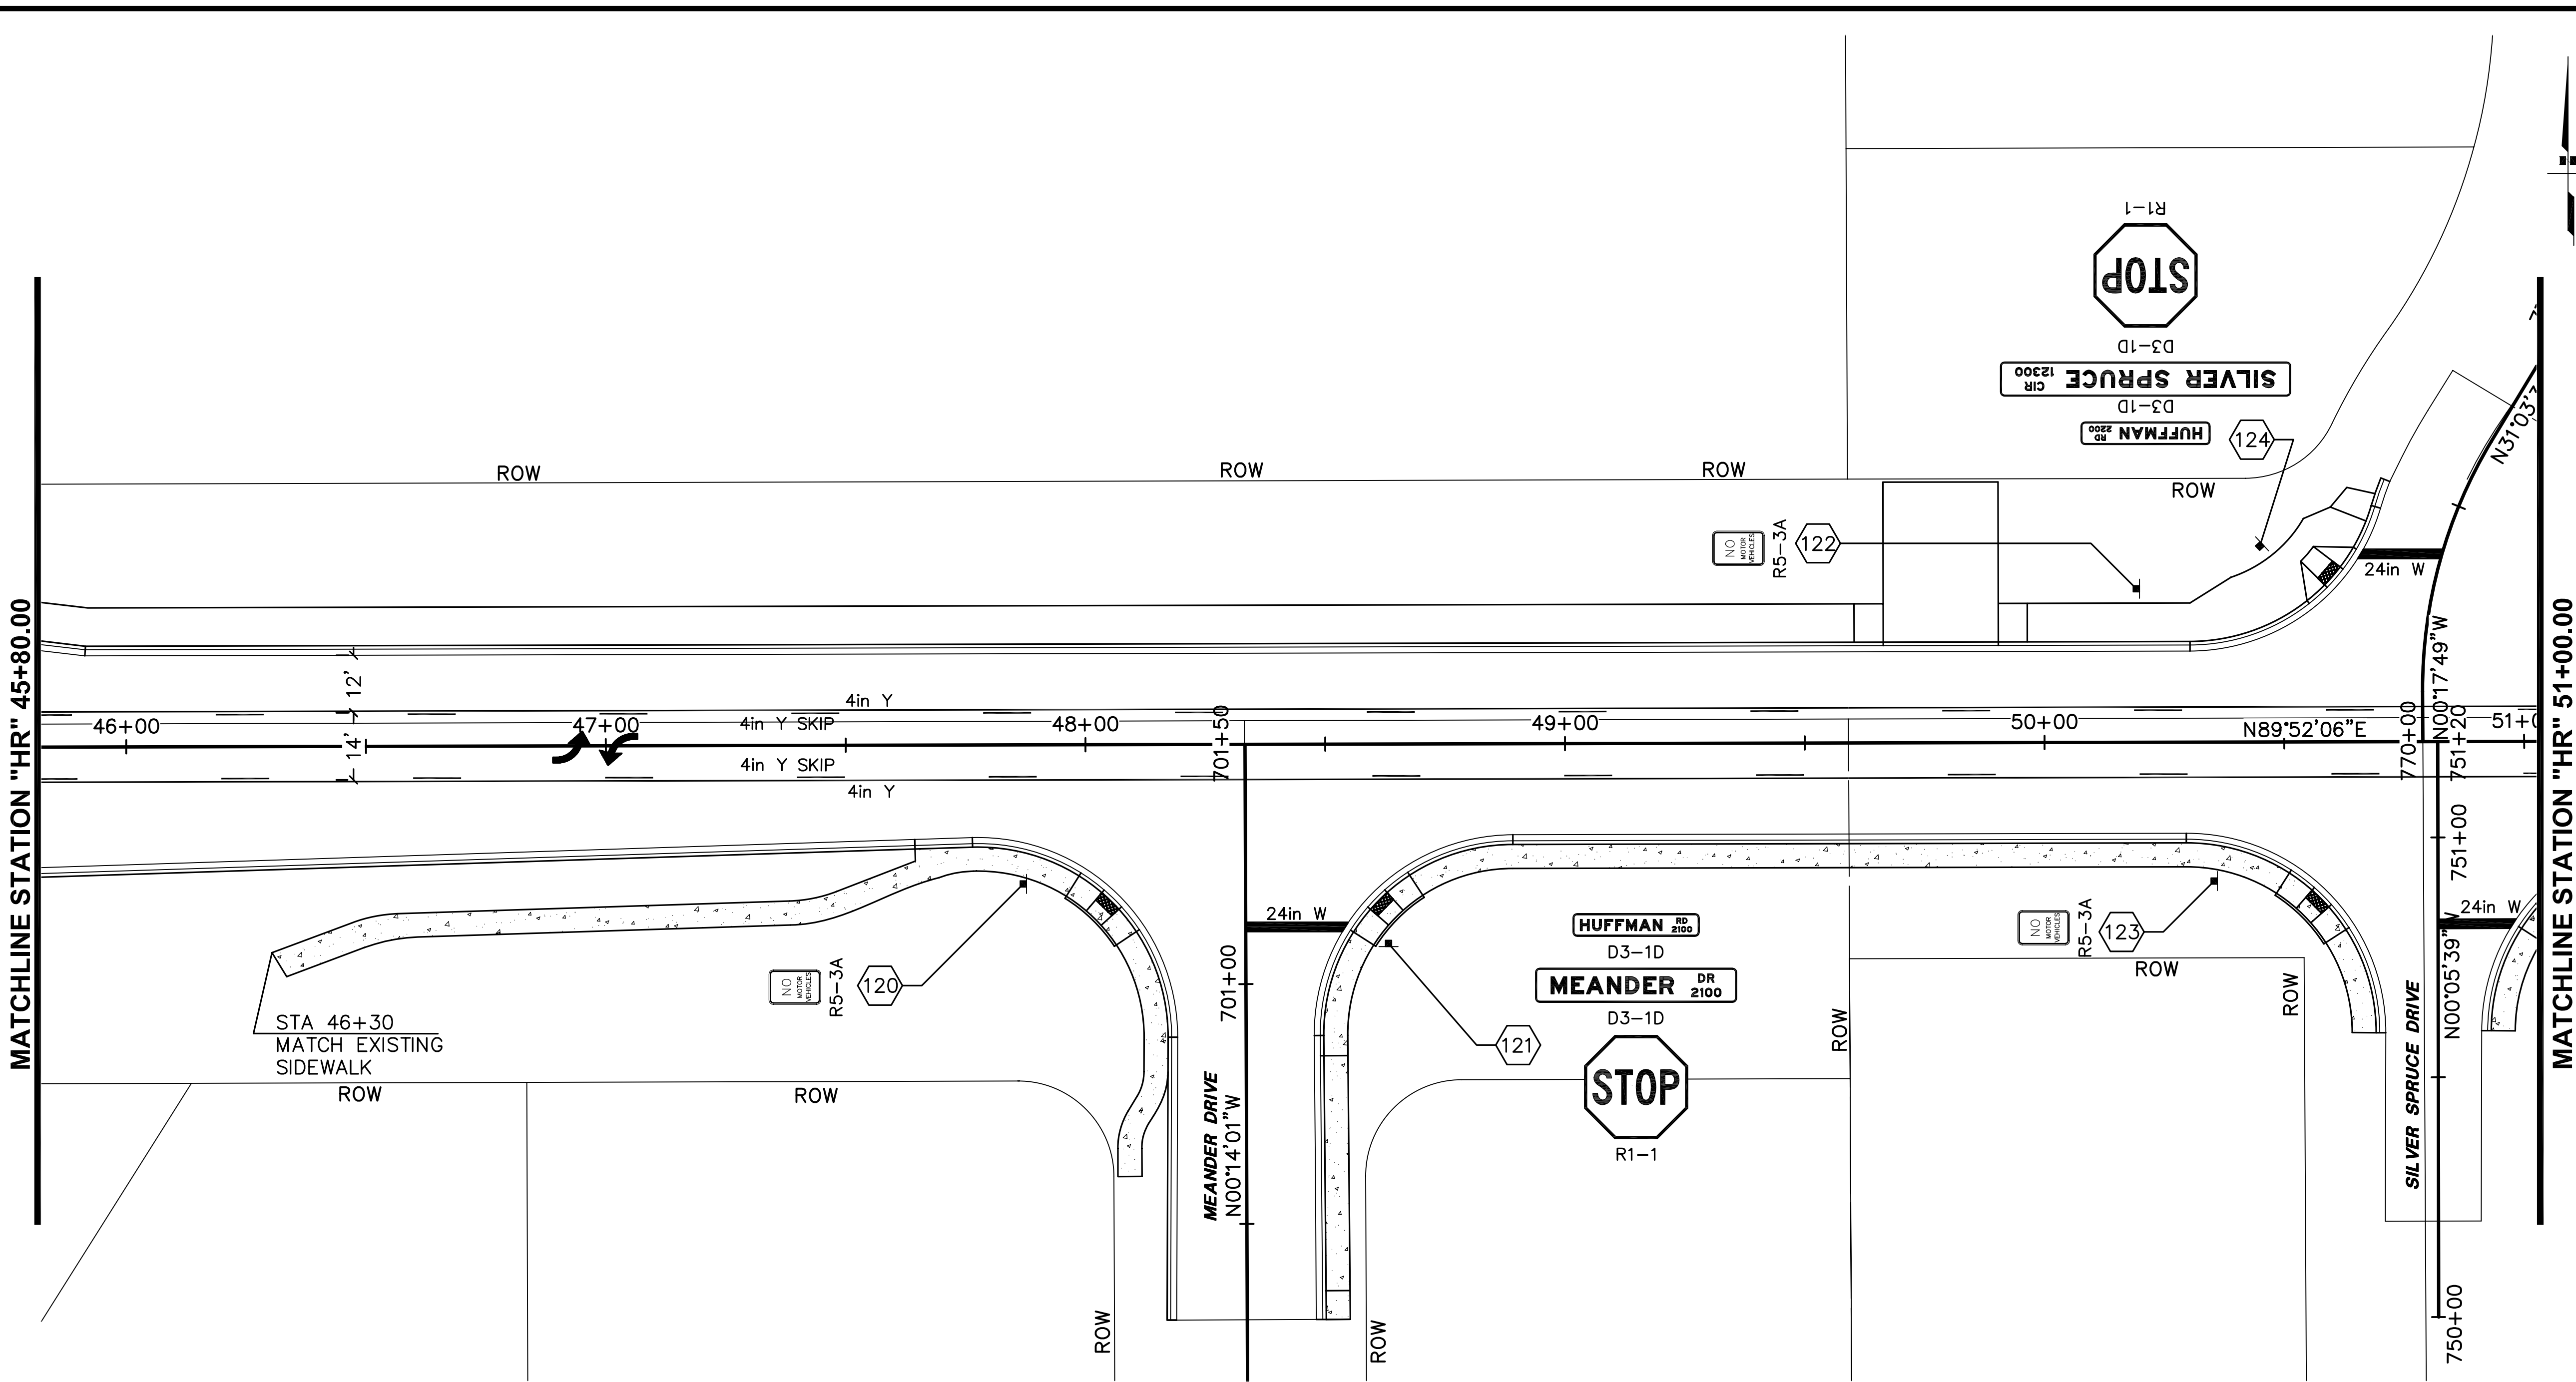 R1-1
STOP
D3-1D
SILVER SPRUCE CIR 12300
D3-1D
HUFFMAN RD 2200
124
ROW
ROW
ROW
ROW
NO MOTOR VEHICLES
R5-3A
122
24in W
N31°03'
MATCHLINE STATION "HR" 45+80.00
MATCHLINE STATION "HR" 51+00.00
12'
14'
4in Y
46+00
47+00
4in Y SKIP
48+00
701+50
49+00
50+00
N89°52'06"E
770+00
N00°17'49"W
751+20
51+0
4in Y SKIP
4in Y
751+00
24in W
24in W
HUFFMAN RD 2100
D3-1D
MEANDER DR 2100
D3-1D
STOP
R1-1
NO MOTOR VEHICLES
R5-3A
120
121
NO MOTOR VEHICLES
R5-3A
123
ROW
ROW
ROW
701+00
STA 46+30
MATCH EXISTING
SIDEWALK
ROW
ROW
MEANDER DRIVE
N00°14'01"W
SILVER SPRUCE DRIVE
N00°05'39"W
ROW
ROW
750+00